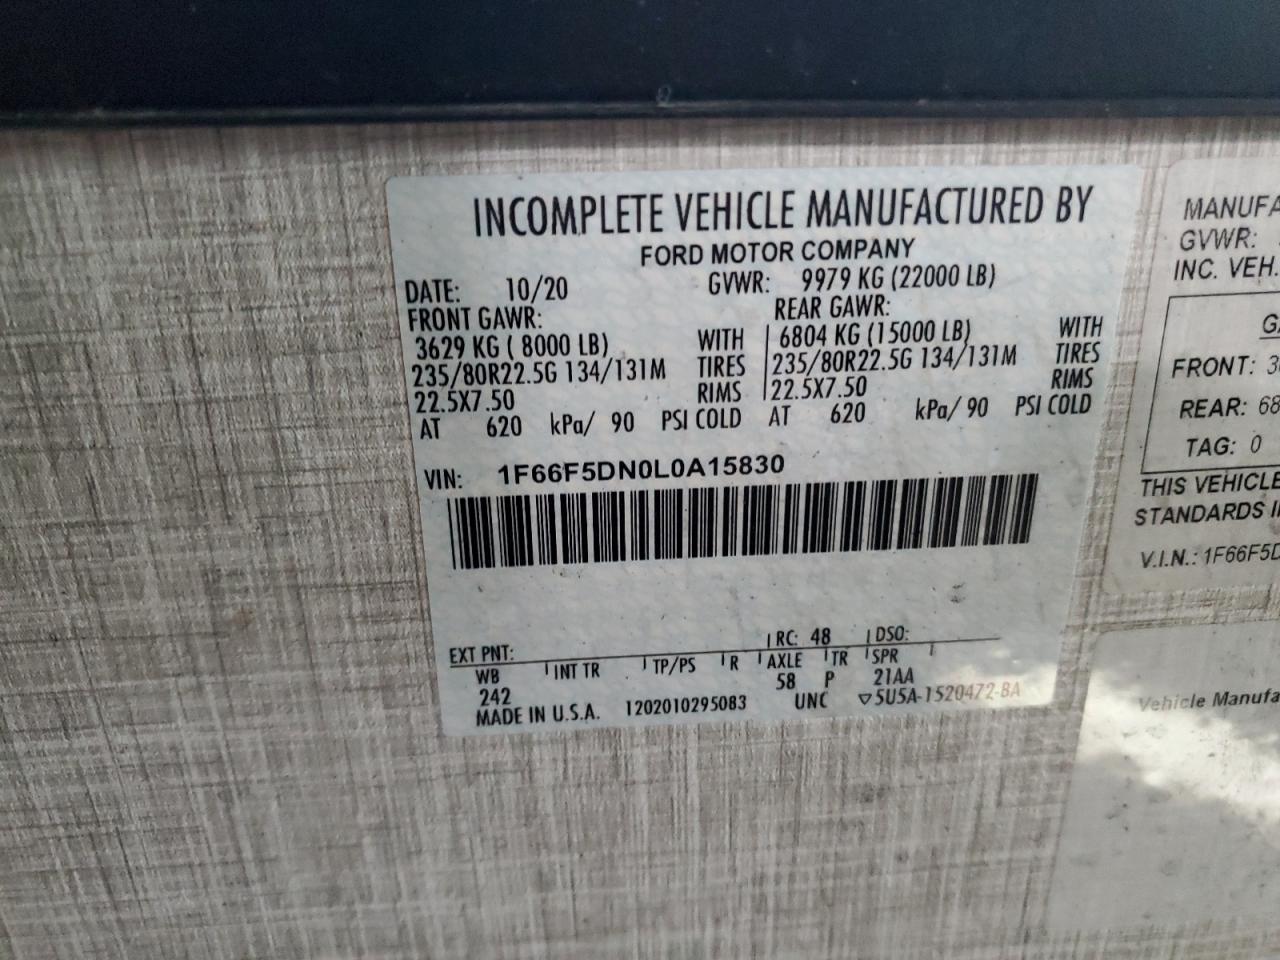 INCOMPLETE VEHICLE MANUFACTURED BY
FORD MOTOR COMPANY
DATE: 10/20 GVWR: 9979 KG (22000 LB)
FRONT GAWR: REAR GAWR:
3629 KG ( 8000 LB) WITH 6804 KG (15000 LB) WITH
235/80R22.5G 134/131M TIRES 235/80R22.5G 134/131M TIRES
22.5X7.50 RIMS 22.5X7.50 RIMS
AT 620 kPa/ 90 PSI COLD AT 620 kPa/ 90 PSI COLD
VIN: 1F66F5DN0L0A15830
RC: 48 DSO:
EXT PNT:
WB INT TR TP/PS R AXLE TR SPR
242 58 P 21AA
MADE IN U.S.A. 1202010295083 UNC ▽5U5A-1520472-BA
MANUFA
GVWR:
INC. VEH.
GA
FRONT: 36
REAR: 68
TAG: 0
THIS VEHICLE
STANDARDS I
V.I.N.: 1F66F5D
Vehicle Manufa